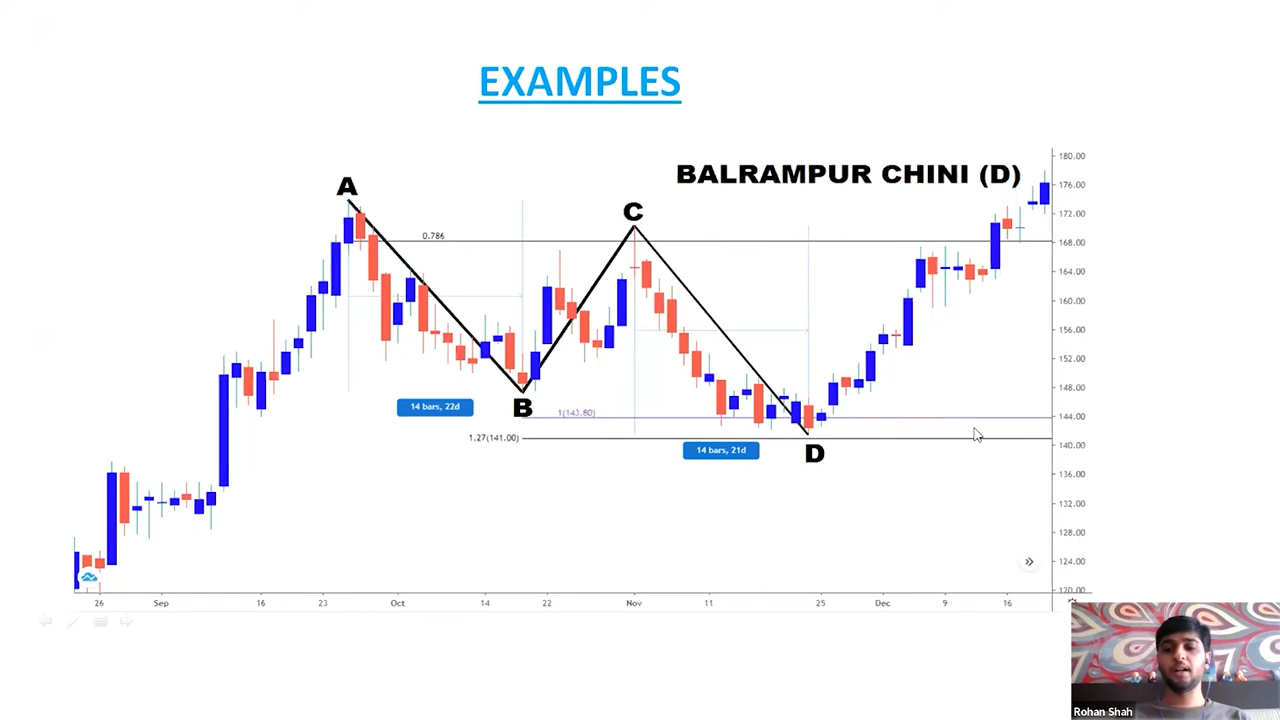 EXAMPLES
BALRAMPUR CHINI (D)
A
C
0.786
14 bars, 22d
B
1(143.80)
1.27(141.00)
14 bars, 21d
D
180.00
176.00
172.00
168.00
164.00
160.00
156.00
152.00
148.00
144.00
140.00
136.00
132.00
128.00
124.00
120.00
26 Sep 16 23 Oct 14 22 Nov 11 25 Dec 9 16
Rohan Shah